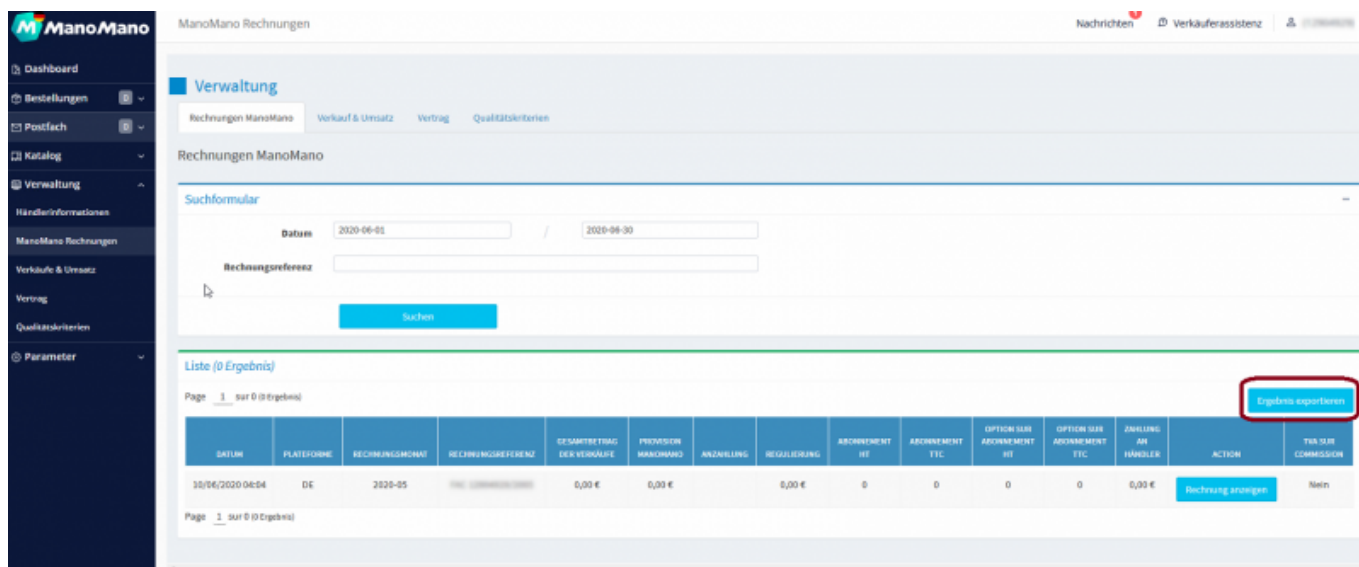 ManoMano
ManoMano Rechnungen
Nachrichten
1
Verkäuferassistenz
Dashboard
Bestellungen
D
Postfach
D
Katalog
Verwaltung
Händlerinformationen
ManoMano Rechnungen
Verkäufe & Umsatz
Vertrag
Qualitätskriterien
Parameter
Verwaltung
Rechnungen ManoMano
Verkauf & Umsatz
Vertrag
Qualitätskriterien
Rechnungen ManoMano
Suchformular
Datum
2020-06-01
/
2020-06-30
Rechnungsreferenz
Suchen
Liste (0 Ergebnis)
Page 1 sur 0 (0 Ergebnis)
Ergebnis exportieren
DATUM
PLATEFORME
RECHNUNGSMONAT
RECHNUNGSREFERENZ
GESAMTBETRAG
DER VERKÄUFE
PROVISION
MANOMANO
ANZAHLUNG
REGULIERUNG
ABONNEMENT
HT
ABONNEMENT
TTC
OPTION SUR
ABONNEMENT
HT
OPTION SUR
ABONNEMENT
TTC
ZAHLUNG
AN
HÄNDLER
ACTION
TVA SUR
COMMISSION
10/06/2020 04:04
DE
2020-05
0,00 €
0,00 €
0,00 €
0
0
0
0
0,00 €
Rechnung anzeigen
Nein
Page 1 sur 0 (0 Ergebnis)